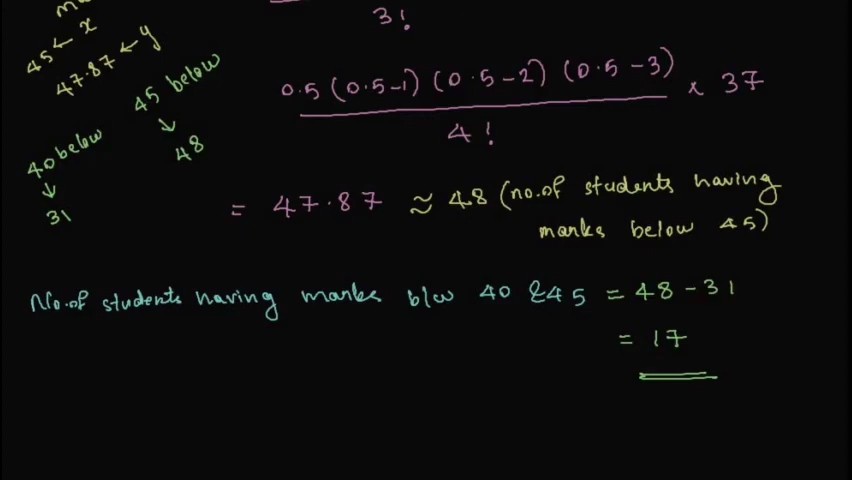 3!
45 ← x
47.87 ← y
45 below
↓
48
40 below
↓
31
0.5 (0.5-1) (0.5-2) (0.5-3)
4!
x 37
= 47.87 ≈ 48 (no.of students having
marks below 45)
No.of students having marks b/w 40 & 45 = 48 - 31
= 17